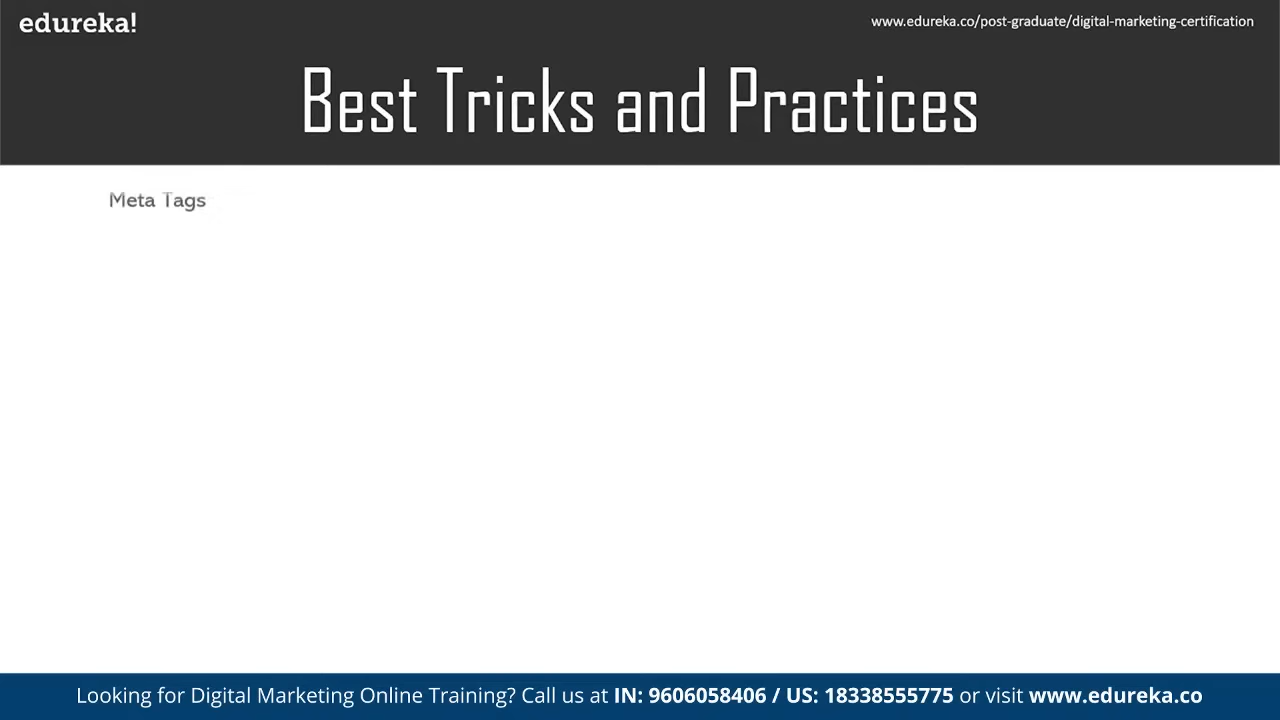 edureka!
www.edureka.co/post-graduate/digital-marketing-certification
Best Tricks and Practices
Meta Tags
Looking for Digital Marketing Online Training? Call us at IN: 9606058406 / US: 18338555775 or visit www.edureka.co